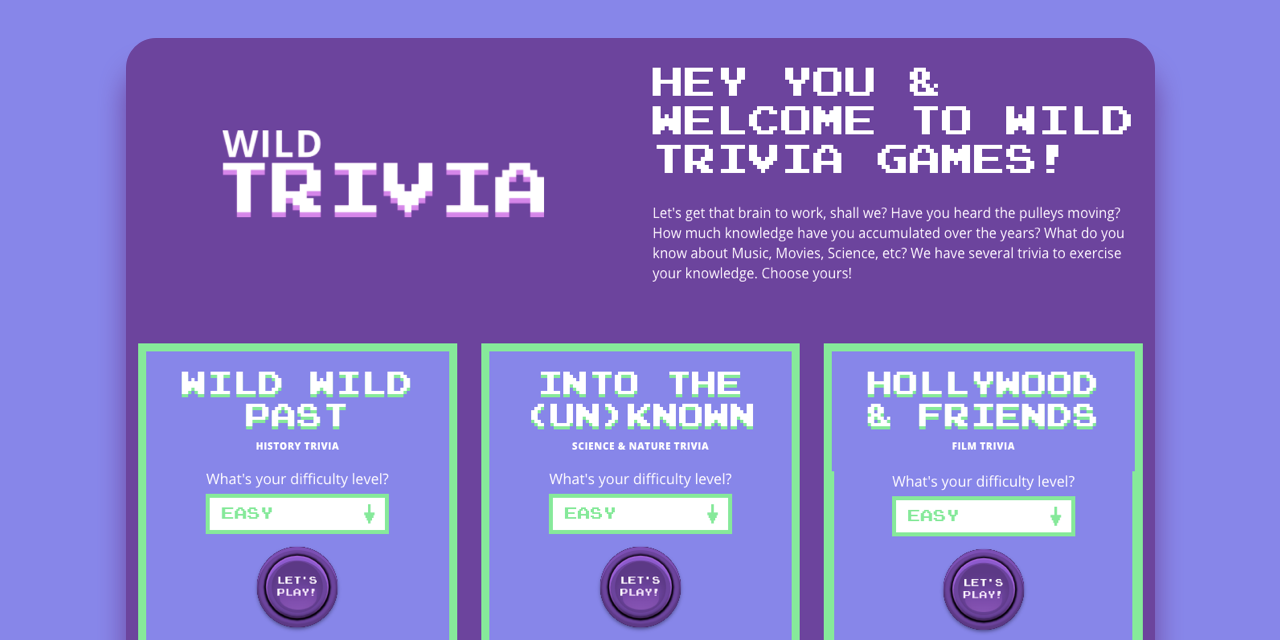 WILD
TRIVIA
HEY YOU &
WELCOME TO WILD
TRIVIA GAMES!
Let's get that brain to work, shall we? Have you heard the pulleys moving?
How much knowledge have you accumulated over the years? What do you
know about Music, Movies, Science, etc? We have several trivia to exercise
your knowledge. Choose yours!
WILD WILD
PAST
HISTORY TRIVIA
What's your difficulty level?
EASY
LET'S
PLAY!
INTO THE
(UN)KNOWN
SCIENCE & NATURE TRIVIA
What's your difficulty level?
EASY
LET'S
PLAY!
HOLLYWOOD
& FRIENDS
FILM TRIVIA
What's your difficulty level?
EASY
LET'S
PLAY!